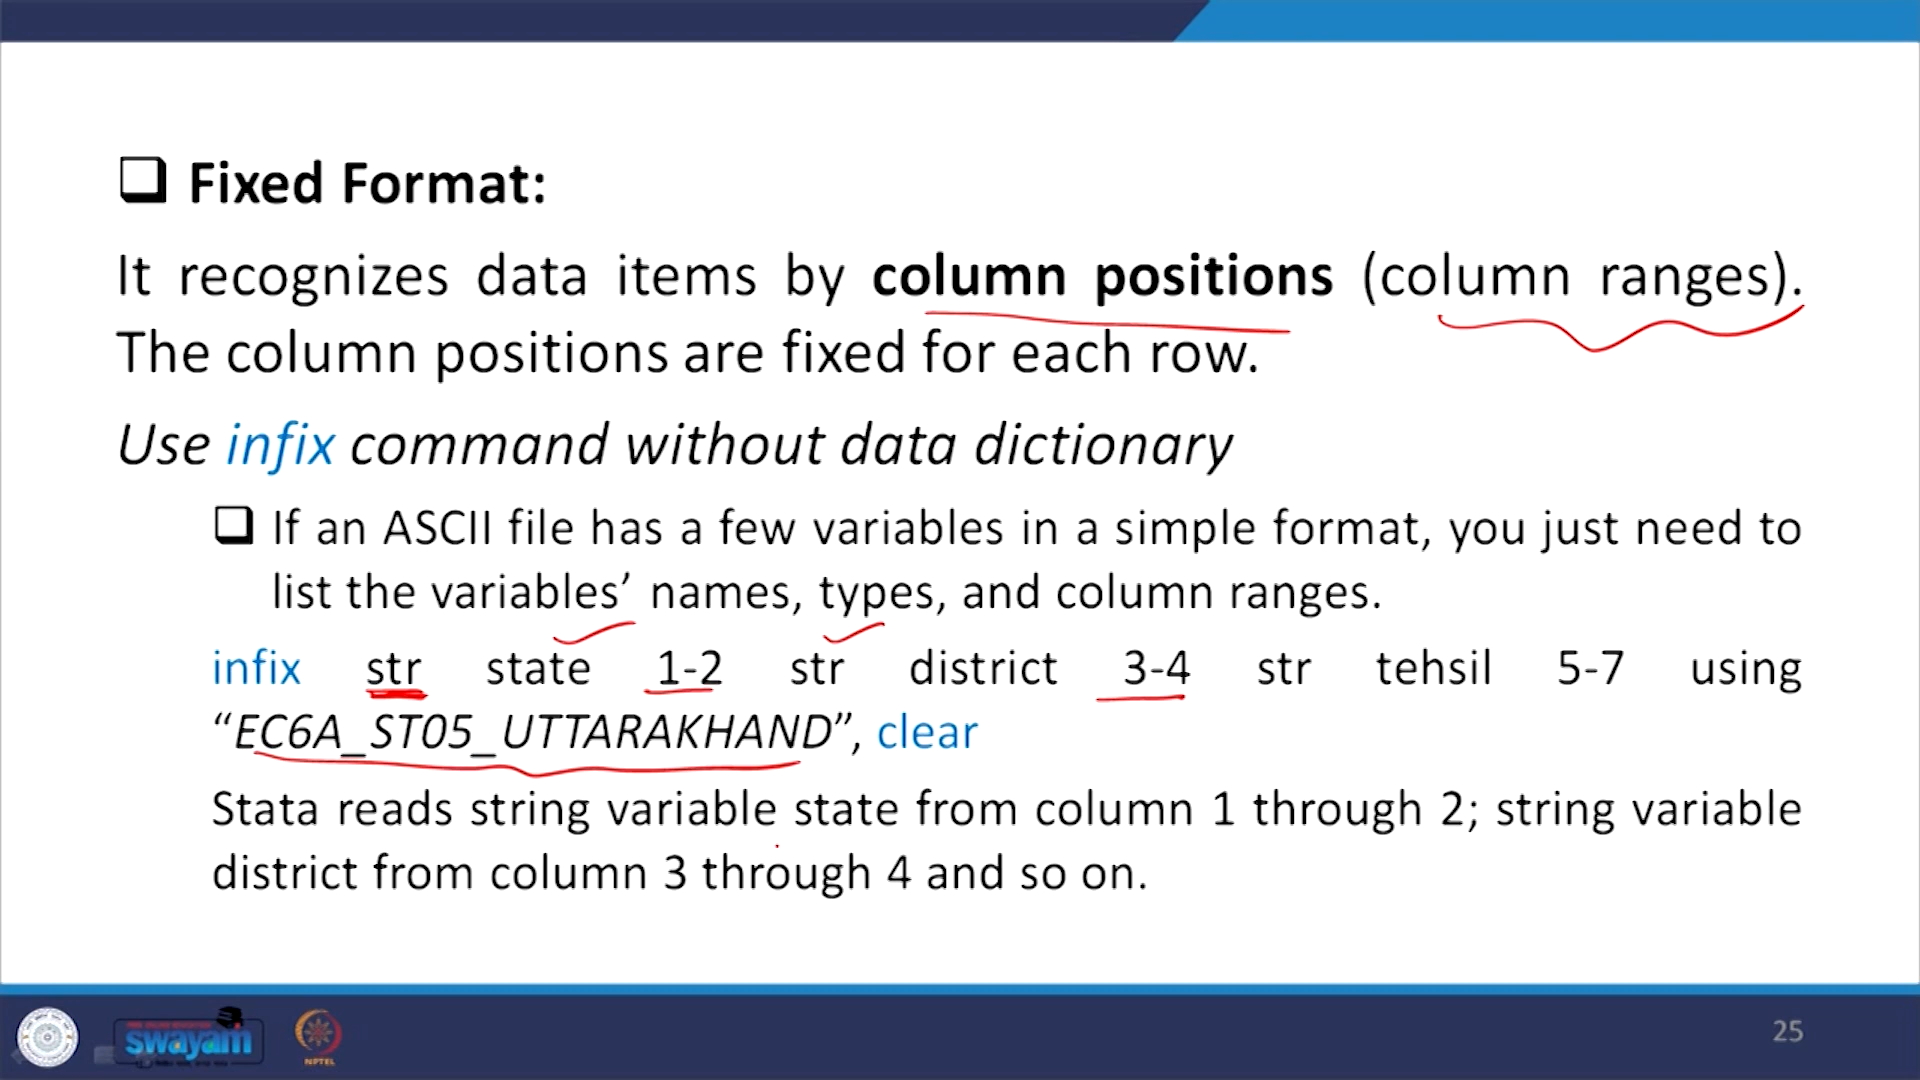 Fixed Format:
It recognizes data items by column positions (column ranges).
The column positions are fixed for each row.
Use infix command without data dictionary
If an ASCII file has a few variables in a simple format, you just need to
list the variables’ names, types, and column ranges.
infix str state 1-2 str district 3-4 str tehsil 5-7 using
“EC6A_ST05_UTTARAKHAND”, clear
Stata reads string variable state from column 1 through 2; string variable
district from column 3 through 4 and so on.
swayam
NPTEL
25